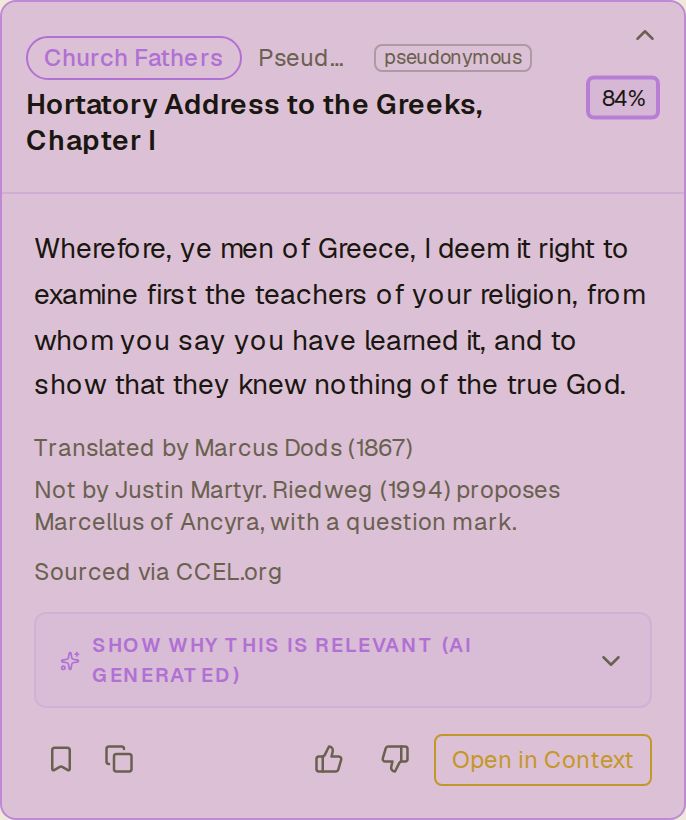 Church Fathers Pseud... pseudonymous
Hortatory Address to the Greeks,
Chapter I
84%
Wherefore, ye men of Greece, I deem it right to
examine first the teachers of your religion, from
whom you say you have learned it, and to
show that they knew nothing of the true God.
Translated by Marcus Dods (1867)
Not by Justin Martyr. Riedweg (1994) proposes
Marcellus of Ancyra, with a question mark.
Sourced via CCEL.org
SHOW WHY THIS IS RELEVANT (AI
GENERATED)
Open in Context